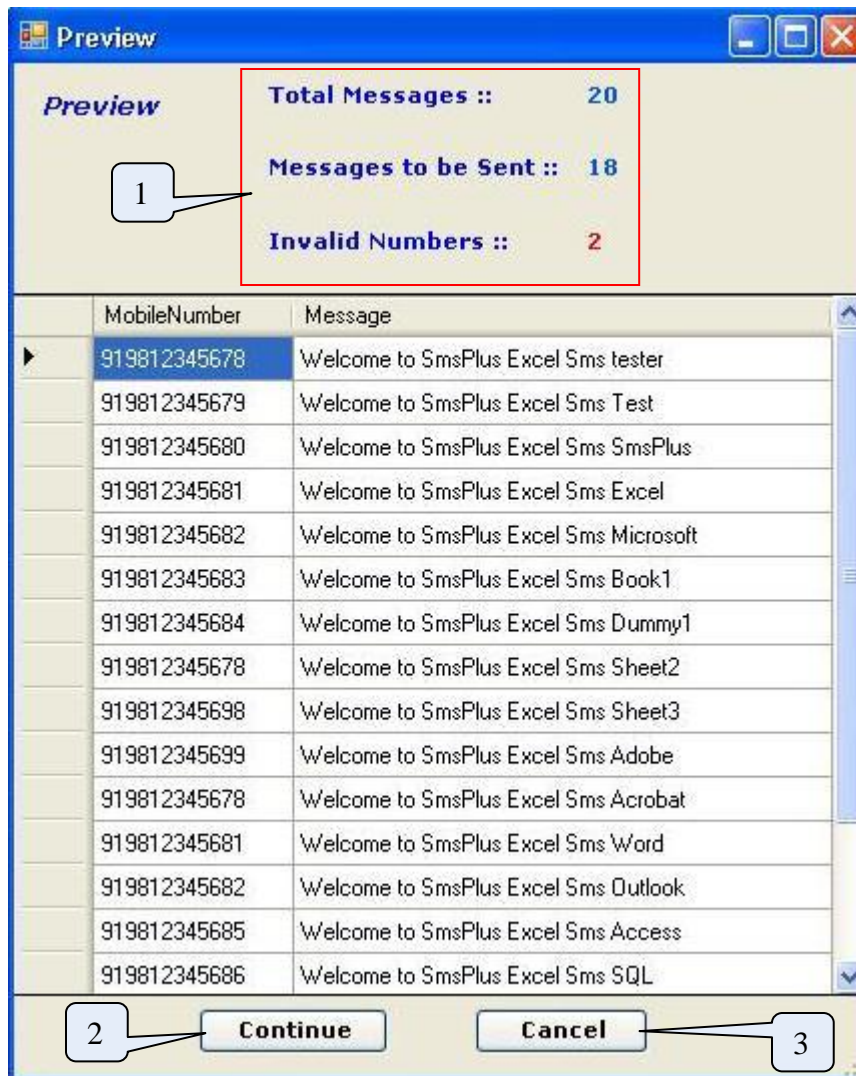 Preview
Preview
Total Messages :: 20
1
Messages to be Sent :: 18
Invalid Numbers :: 2
MobileNumber Message
919812345678 Welcome to SmsPlus Excel Sms tester
919812345679 Welcome to SmsPlus Excel Sms Test
919812345680 Welcome to SmsPlus Excel Sms SmsPlus
919812345681 Welcome to SmsPlus Excel Sms Excel
919812345682 Welcome to SmsPlus Excel Sms Microsoft
919812345683 Welcome to SmsPlus Excel Sms Book1
919812345684 Welcome to SmsPlus Excel Sms Dummy1
919812345678 Welcome to SmsPlus Excel Sms Sheet2
919812345698 Welcome to SmsPlus Excel Sms Sheet3
919812345699 Welcome to SmsPlus Excel Sms Adobe
919812345678 Welcome to SmsPlus Excel Sms Acrobat
919812345681 Welcome to SmsPlus Excel Sms Word
919812345682 Welcome to SmsPlus Excel Sms Outlook
919812345685 Welcome to SmsPlus Excel Sms Access
919812345686 Welcome to SmsPlus Excel Sms SQL
2 Continue Cancel 3